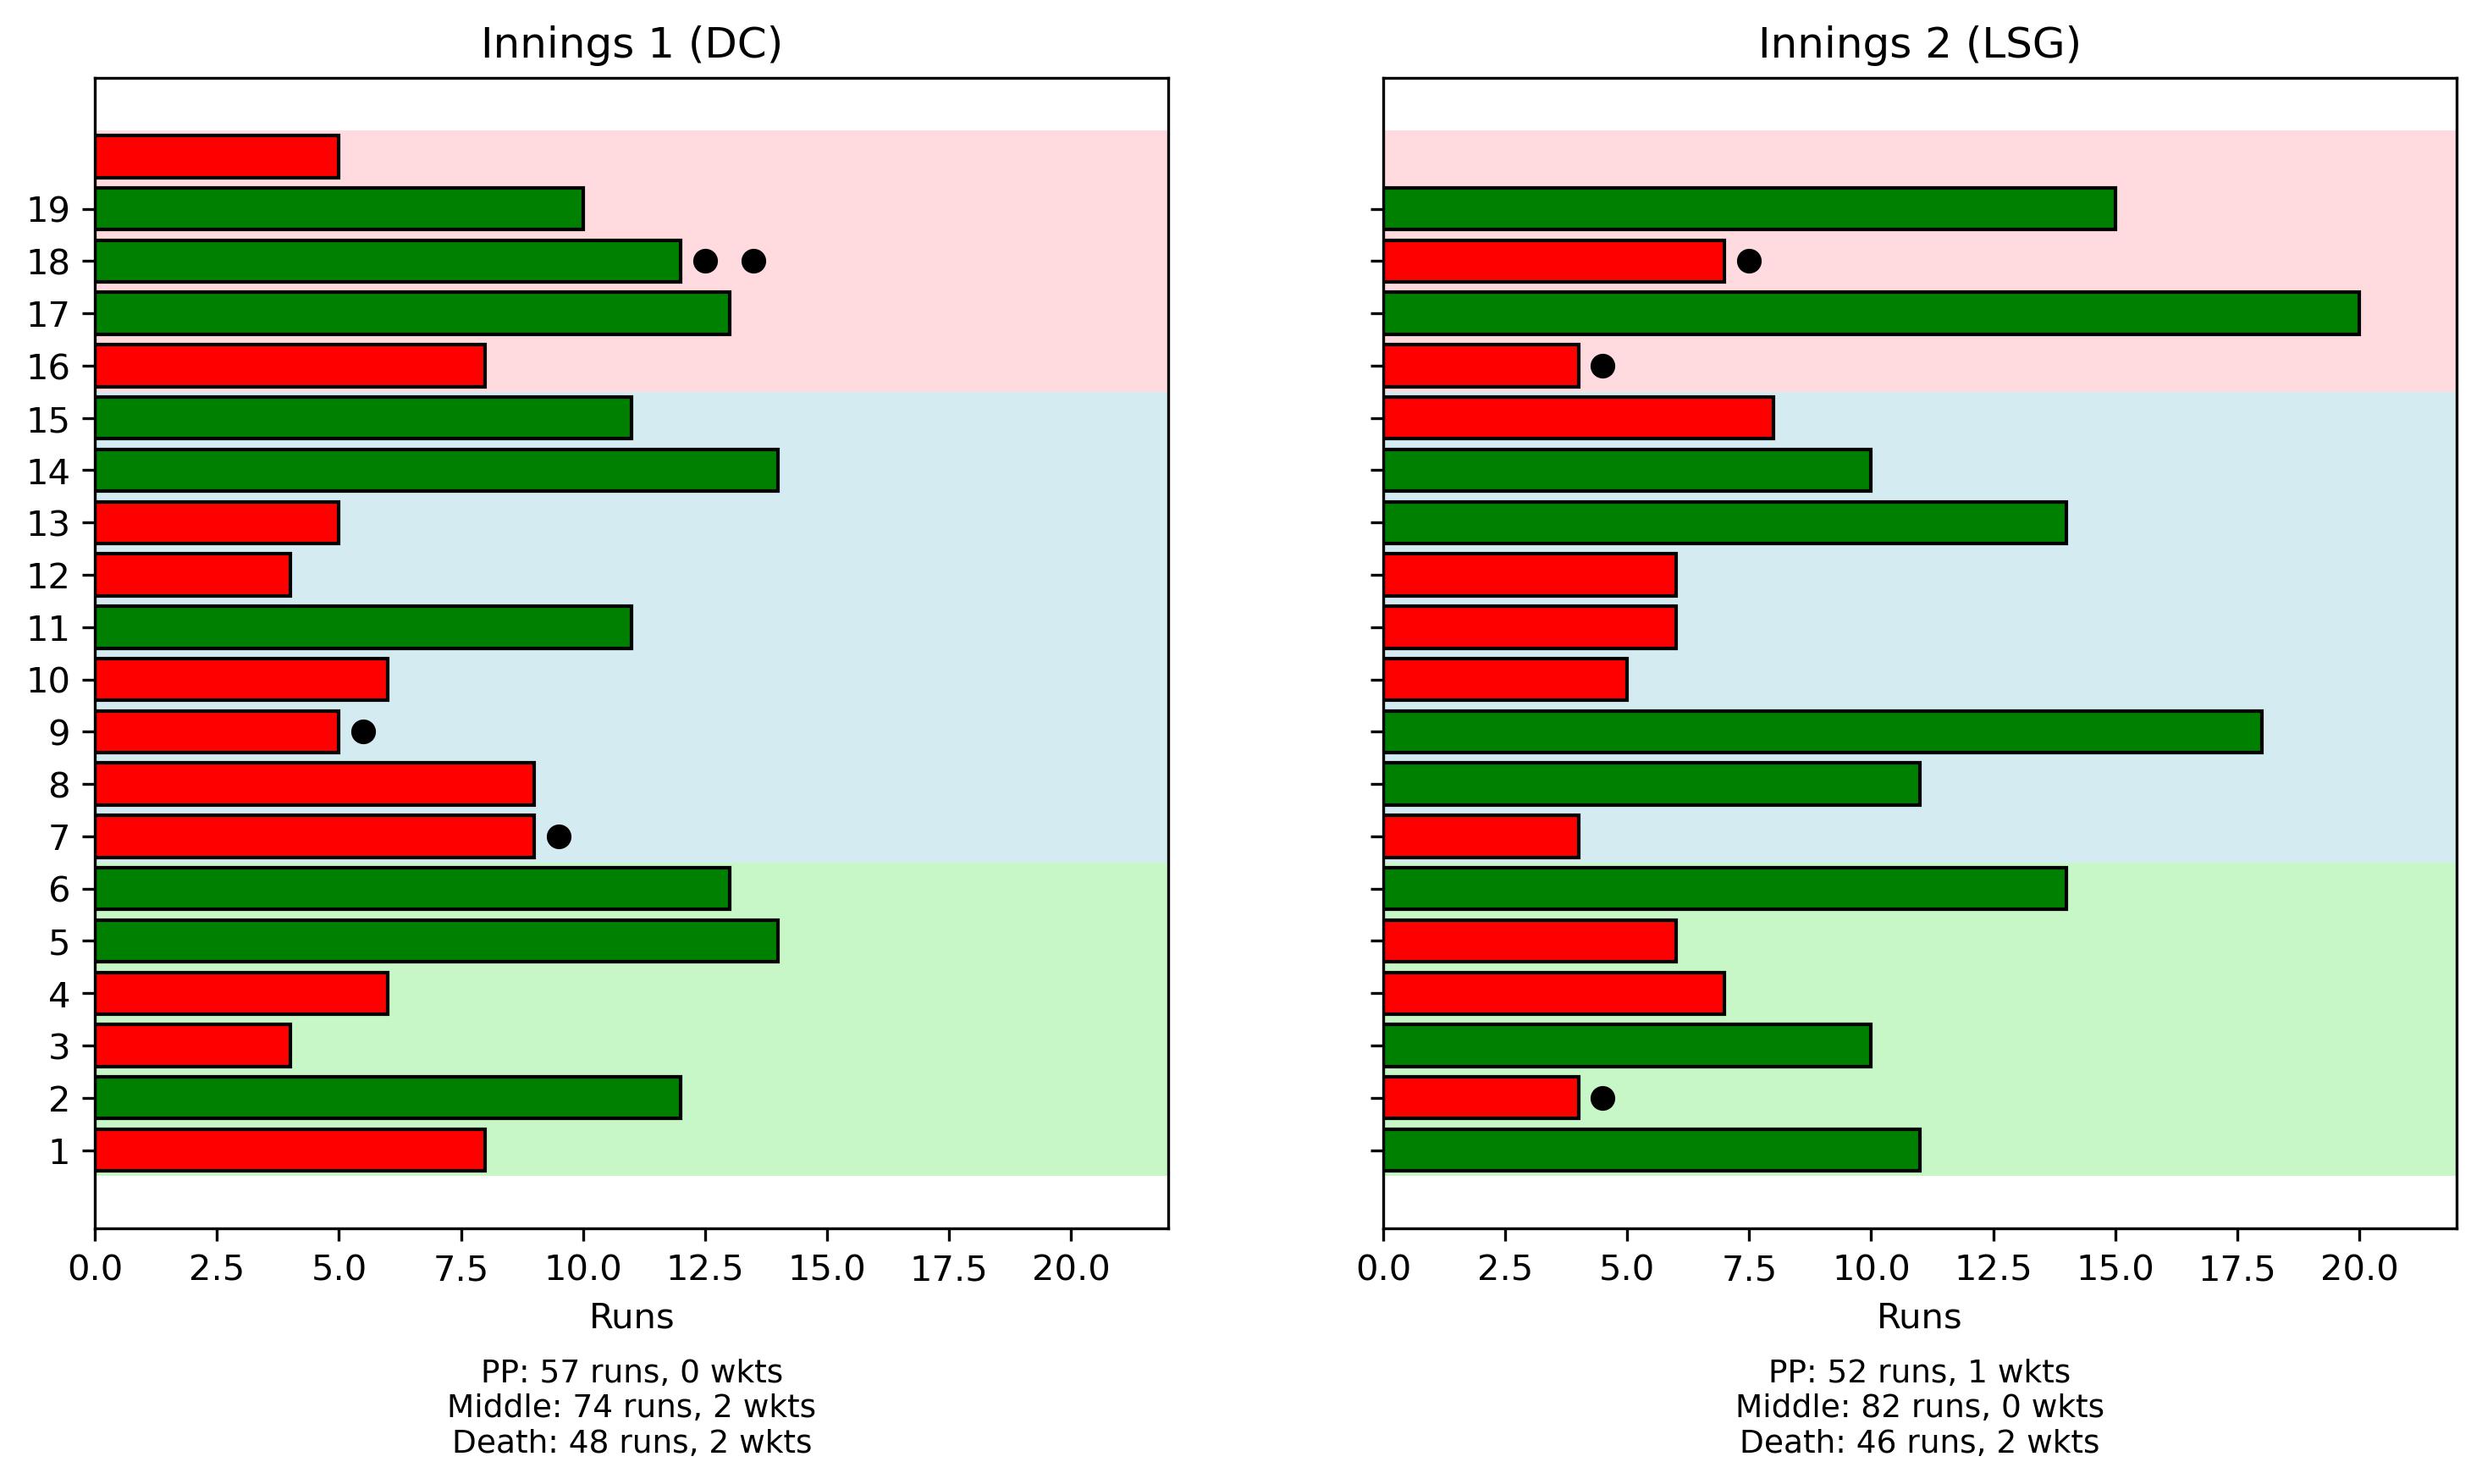 Innings 1 (DC)
19
18
17
16
15
14
13
12
11
10
9
8
7
6
5
4
3
2
1
0.0 2.5 5.0 7.5 10.0 12.5 15.0 17.5 20.0
Runs
PP: 57 runs, 0 wkts
Middle: 74 runs, 2 wkts
Death: 48 runs, 2 wkts
Innings 2 (LSG)
0.0 2.5 5.0 7.5 10.0 12.5 15.0 17.5 20.0
Runs
PP: 52 runs, 1 wkts
Middle: 82 runs, 0 wkts
Death: 46 runs, 2 wkts